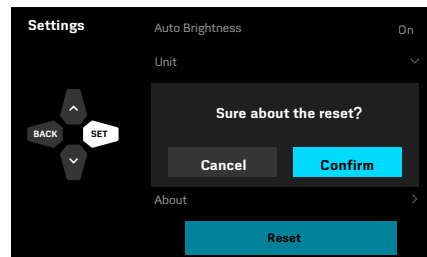 Settings
Auto Brightness On
Unit
Sure about the reset?
BACK SET
Cancel Confirm
About
Reset